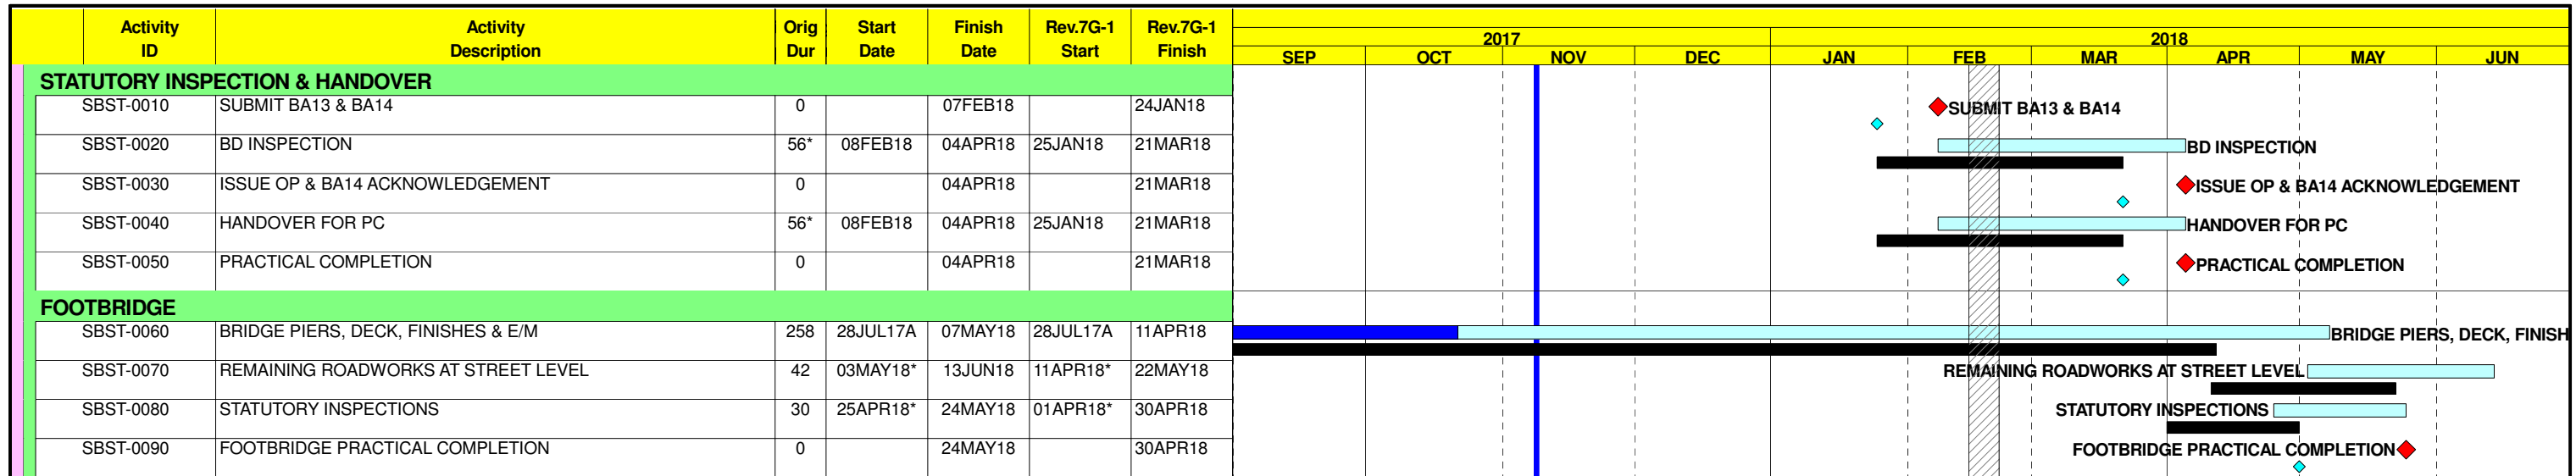 Activity Activity Orig Start Finish Rev.7G-1 Rev.7G-1
ID Description Dur Date Date Start Finish
2017 2018
SEP OCT NOV DEC JAN FEB MAR APR MAY JUN
STATUTORY INSPECTION & HANDOVER
SBST-0010 SUBMIT BA13 & BA14 0 07FEB18 24JAN18 SUBMIT BA13 & BA14
SBST-0020 BD INSPECTION 56* 08FEB18 04APR18 25JAN18 21MAR18 BD INSPECTION
SBST-0030 ISSUE OP & BA14 ACKNOWLEDGEMENT 0 04APR18 21MAR18 ISSUE OP & BA14 ACKNOWLEDGEMENT
SBST-0040 HANDOVER FOR PC 56* 08FEB18 04APR18 25JAN18 21MAR18 HANDOVER FOR PC
SBST-0050 PRACTICAL COMPLETION 0 04APR18 21MAR18 PRACTICAL COMPLETION
FOOTBRIDGE
SBST-0060 BRIDGE PIERS, DECK, FINISHES & E/M 258 28JUL17A 07MAY18 28JUL17A 11APR18 BRIDGE PIERS, DECK, FINISH
SBST-0070 REMAINING ROADWORKS AT STREET LEVEL 42 03MAY18* 13JUN18 11APR18* 22MAY18 REMAINING ROADWORKS AT STREET LEVEL
SBST-0080 STATUTORY INSPECTIONS 30 25APR18* 24MAY18 01APR18* 30APR18 STATUTORY INSPECTIONS
SBST-0090 FOOTBRIDGE PRACTICAL COMPLETION 0 24MAY18 30APR18 FOOTBRIDGE PRACTICAL COMPLETION